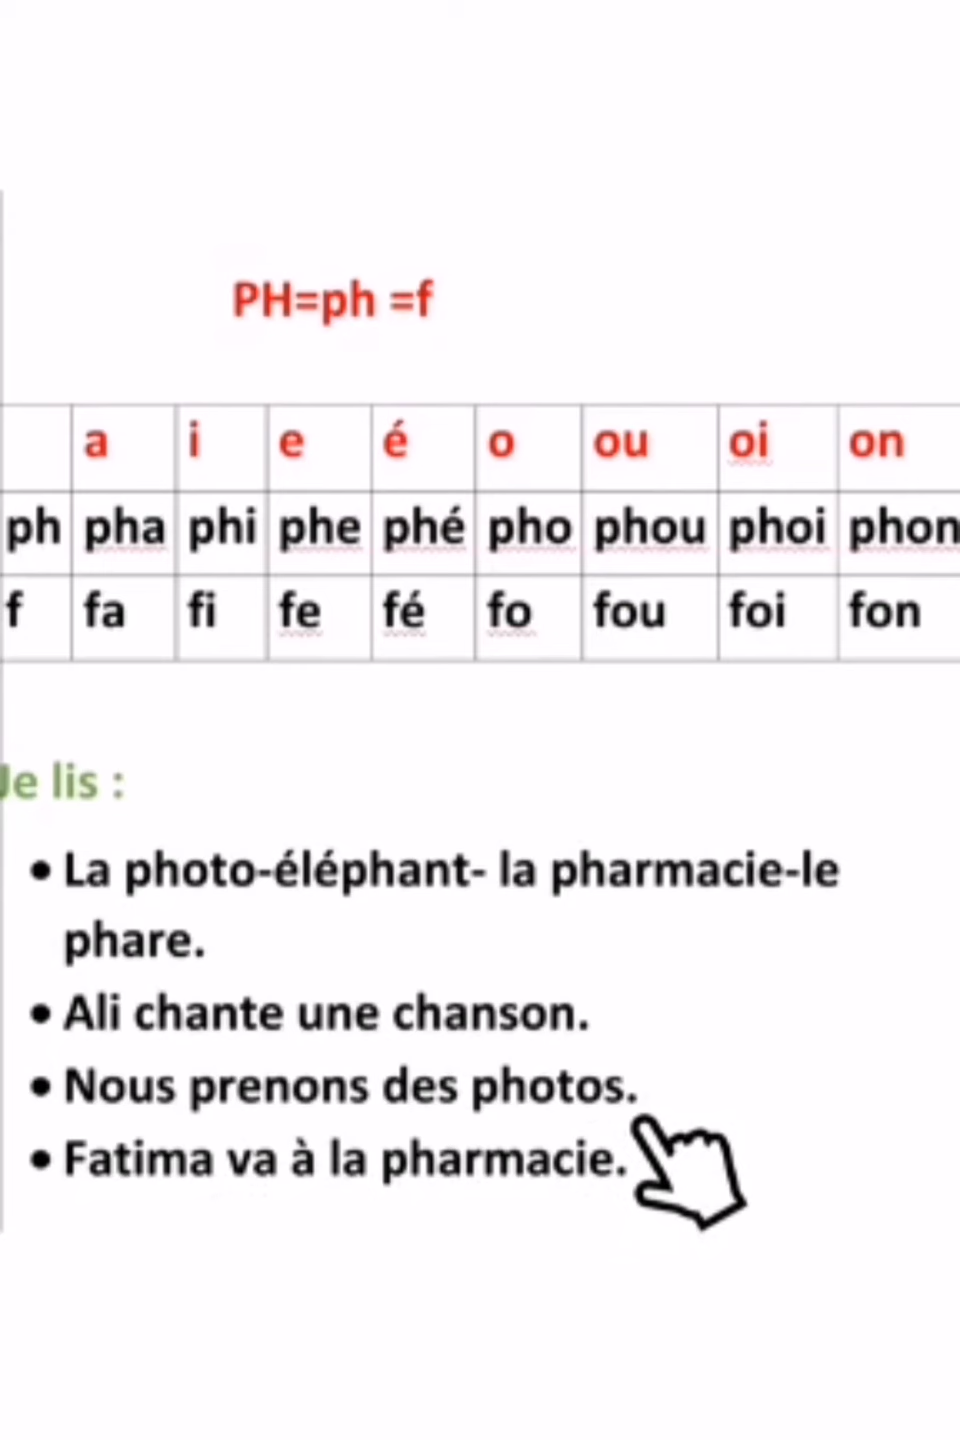 PH=ph =f
a i e é o ou oi on
ph pha phi phe phé pho phou phoi phon
f fa fi fe fé fo fou foi fon
Je lis :
• La photo-éléphant- la pharmacie-le
phare.
• Ali chante une chanson.
• Nous prenons des photos.
• Fatima va à la pharmacie.